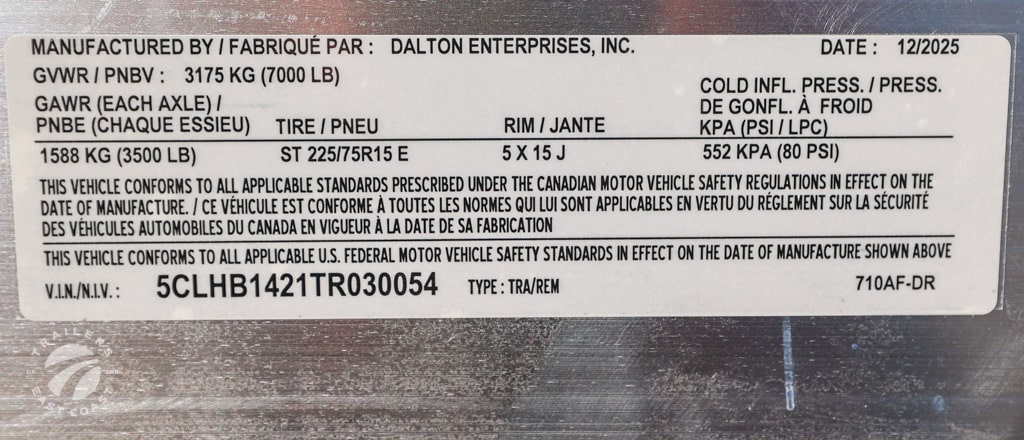 MANUFACTURED BY / FABRIQUÉ PAR : DALTON ENTERPRISES, INC. DATE : 12/2025
GVWR / PNBV : 3175 KG (7000 LB)
GAWR (EACH AXLE) /
PNBE (CHAQUE ESSIEU) TIRE / PNEU RIM / JANTE
COLD INFL. PRESS. / PRESS.
DE GONFL. À FROID
KPA (PSI / LPC)
1588 KG (3500 LB) ST 225/75R15 E 5 X 15 J 552 KPA (80 PSI)
THIS VEHICLE CONFORMS TO ALL APPLICABLE STANDARDS PRESCRIBED UNDER THE CANADIAN MOTOR VEHICLE SAFETY REGULATIONS IN EFFECT ON THE
DATE OF MANUFACTURE. / CE VÉHICULE EST CONFORME À TOUTES LES NORMES QUI LUI SONT APPLICABLES EN VERTU DU RÉGLEMENT SUR LA SÉCURITÉ
DES VÉHICULES AUTOMOBILES DU CANADA EN VIGUEUR À LA DATE DE SA FABRICATION
THIS VEHICLE CONFORMS TO ALL APPLICABLE U.S. FEDERAL MOTOR VEHICLE SAFETY STANDARDS IN EFFECT ON THE DATE OF MANUFACTURE SHOWN ABOVE
V.I.N./N.I.V. : 5CLHB1421TR030054 TYPE : TRA/REM 710AF-DR
TRAILERS
OF THE
EAST COAST